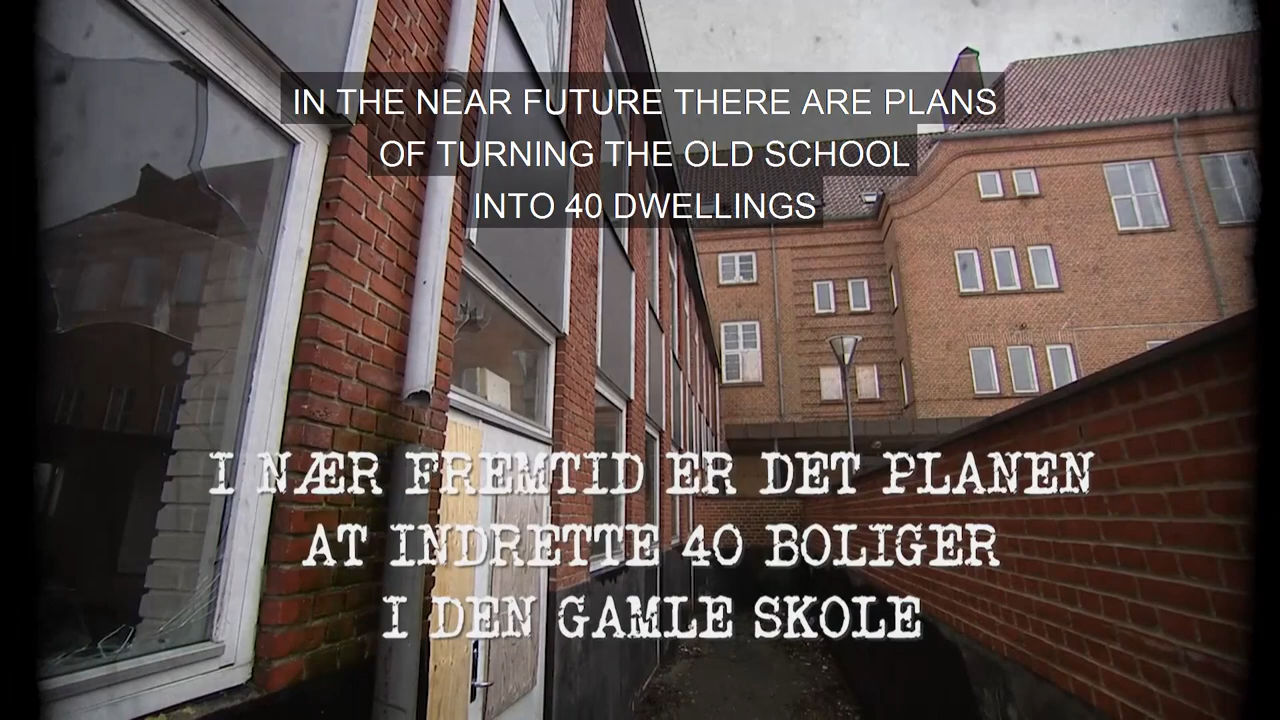 IN THE NEAR FUTURE THERE ARE PLANS
OF TURNING THE OLD SCHOOL
INTO 40 DWELLINGS
I NÆR FREMTID ER DET PLANEN
AT INDRETTE 40 BOLIGER
I DEN GAMLE SKOLE